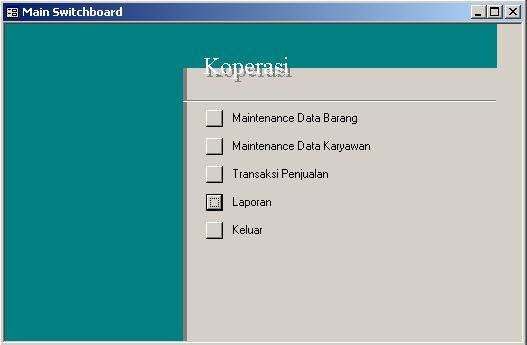 Main Switchboard
Koperasi
Maintenance Data Barang
Maintenance Data Karyawan
Transaksi Penjualan
Laporan
Keluar